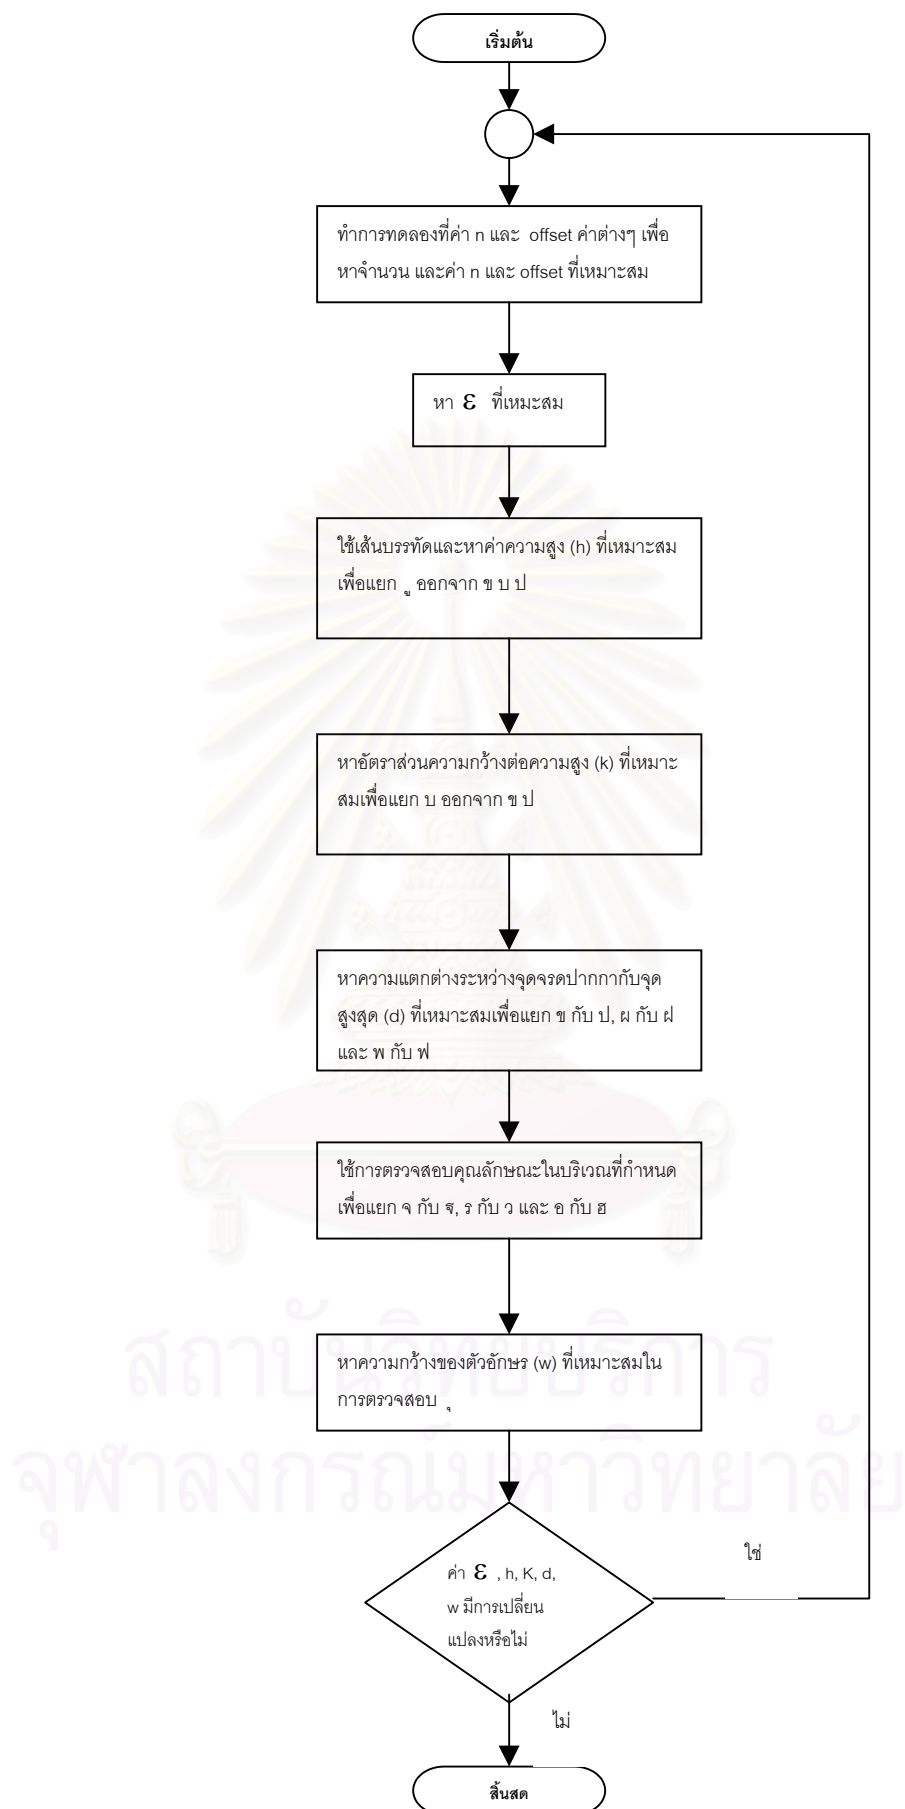 เริ่มต้น
ทำการทดลองที่ค่า n และ offset ค่าต่างๆ เพื่อ
หาจำนวน และค่า n และ offset ที่เหมาะสม
หา ε ที่เหมะสม
ใช้เส้นบรรทัดและหาค่าความสูง (h) ที่เหมาะสม
เพื่อแยก ู ออกจาก ข บ ป
หาอัตราส่วนความกว้างต่อความสูง (k) ที่เหมาะ
สมเพื่อแยก บ ออกจาก ข ป
หาความแตกต่างระหว่างจุดจรดปากกากับจุด
สูงสุด (d) ที่เหมาะสมเพื่อแยก ข กับ ป, ผ กับ ฝ
และ พ กับ ฟ
ใช้การตรวจสอบคุณลักษณะในบริเวณที่กำหนด
เพื่อแยก จ กับ ฐ, ร กับ ว และ อ กับ ฮ
หาความกว้างของตัวอักษร (w) ที่เหมาะสมใน
การตรวจสอบ ุ
ใช่
ค่า ε , h, K, d,
w มีการเปลี่ยน
แปลงหรือไม่
ไม่
สิ้นสด
สถาบันวิทยบริการ
จุฬาลงกรณ์มหาวิทยาลัย